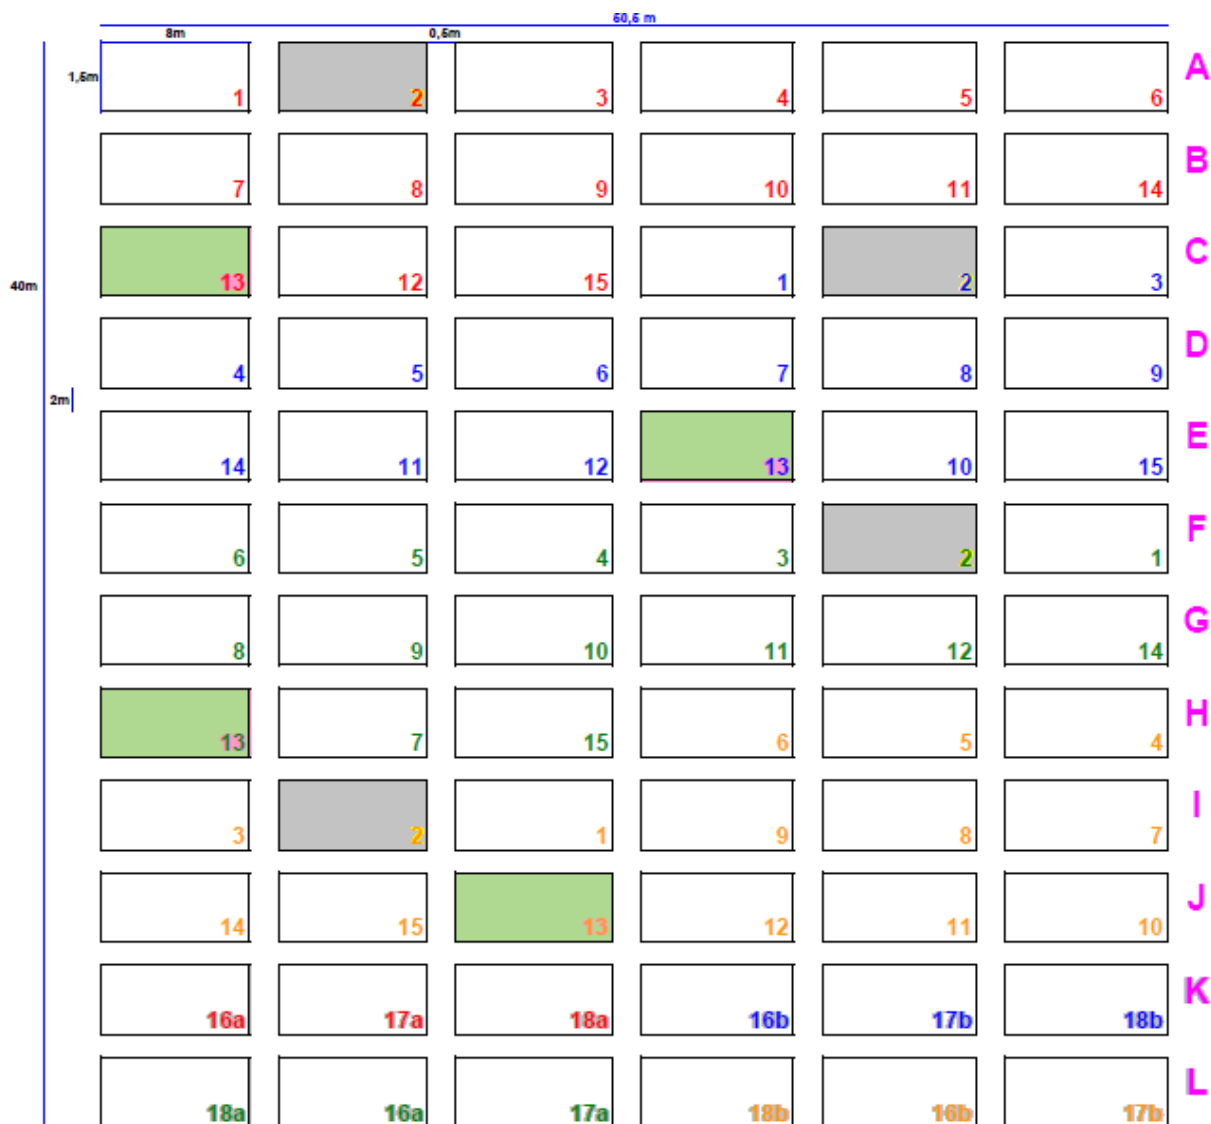 50,5 m
8m 0,5m
1,5m
1 2 3 4 5 6 A
7 8 9 10 11 14 B
13 12 15 1 2 3 C
40m
4 5 6 7 8 9 D
2m
14 11 12 13 10 15 E
6 5 4 3 2 1 F
8 9 10 11 12 14 G
13 7 15 6 5 4 H
3 2 1 9 8 7 I
14 15 13 12 11 10 J
16a 17a 18a 16b 17b 18b K
18a 16a 17a 18b 16b 17b L